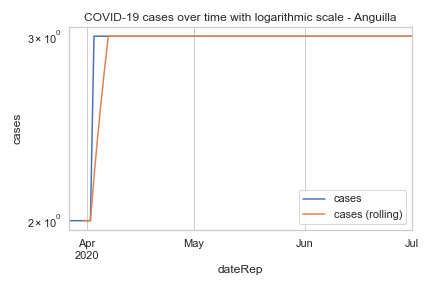 COVID-19 cases over time with logarithmic scale - Anguilla
3 × 10⁰
cases
2 × 10⁰
cases
cases (rolling)
Apr
2020
May
Jun
Jul
dateRep